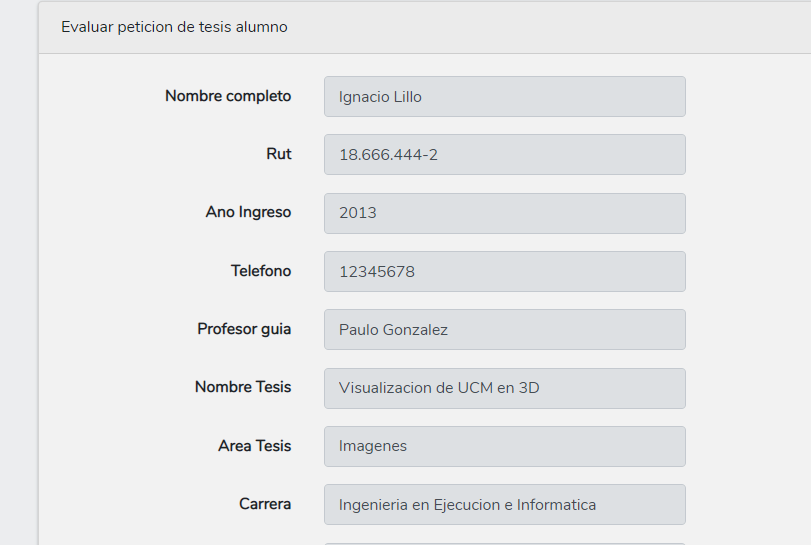 Evaluar peticion de tesis alumno
Nombre completo Ignacio Lillo
Rut 18.666.444-2
Ano Ingreso 2013
Telefono 12345678
Profesor guia Paulo Gonzalez
Nombre Tesis Visualizacion de UCM en 3D
Area Tesis Imagenes
Carrera Ingenieria en Ejecucion e Informatica